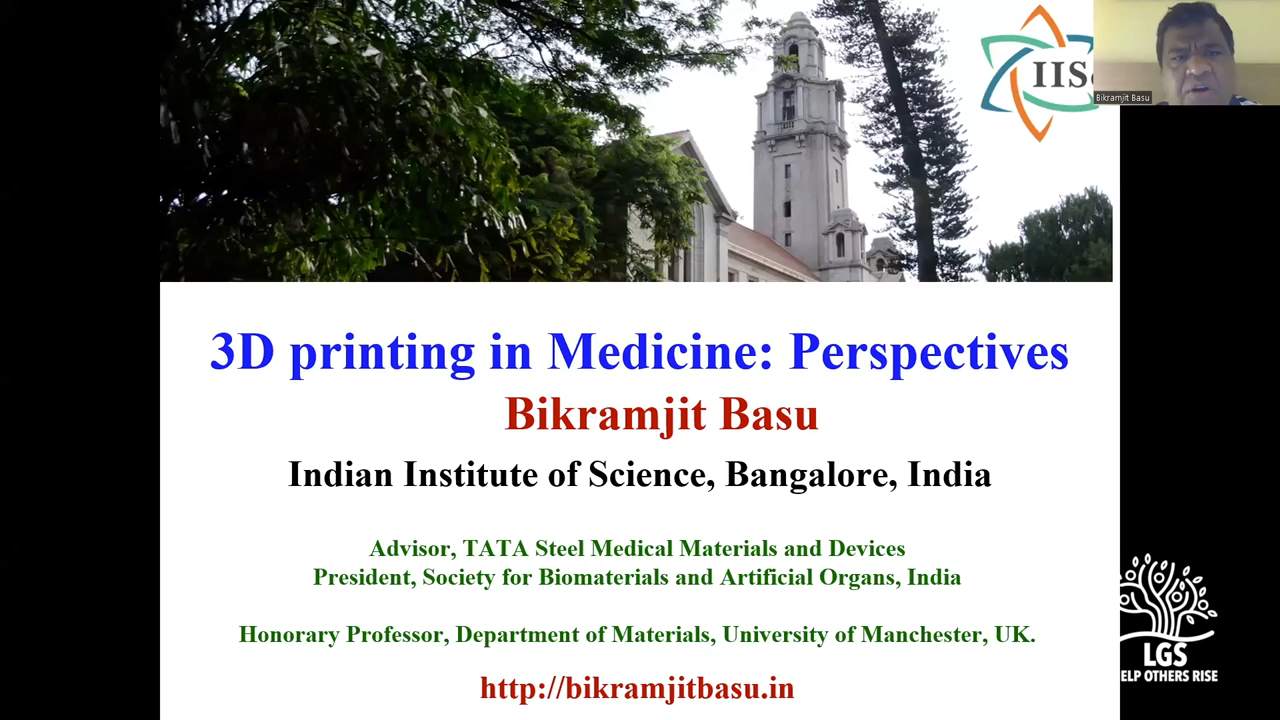 IISc
Bikramjit Basu
3D printing in Medicine: Perspectives
Bikramjit Basu
Indian Institute of Science, Bangalore, India
Advisor, TATA Steel Medical Materials and Devices
President, Society for Biomaterials and Artificial Organs, India
Honorary Professor, Department of Materials, University of Manchester, UK.
http://bikramjitbasu.in
LGS
ELP OTHERS RISE